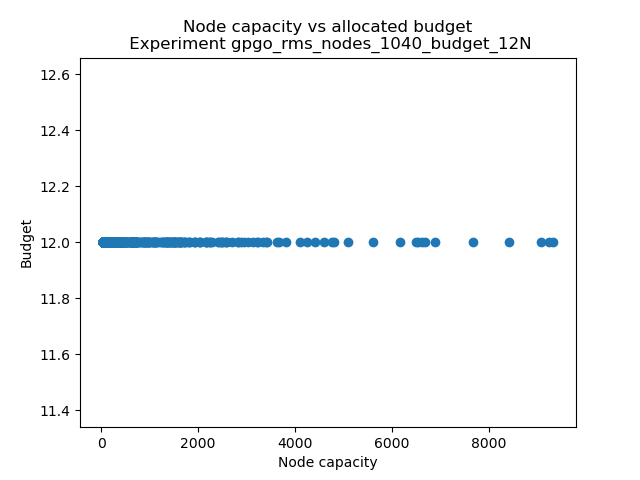 Node capacity vs allocated budget
Experiment gpgo_rms_nodes_1040_budget_12N
12.6
12.4
12.2
12.0
11.8
11.6
11.4
Budget
0 2000 4000 6000 8000
Node capacity